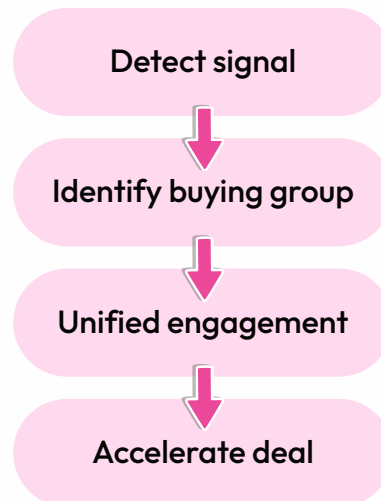 Detect signal
Identify buying group
Unified engagement
Accelerate deal